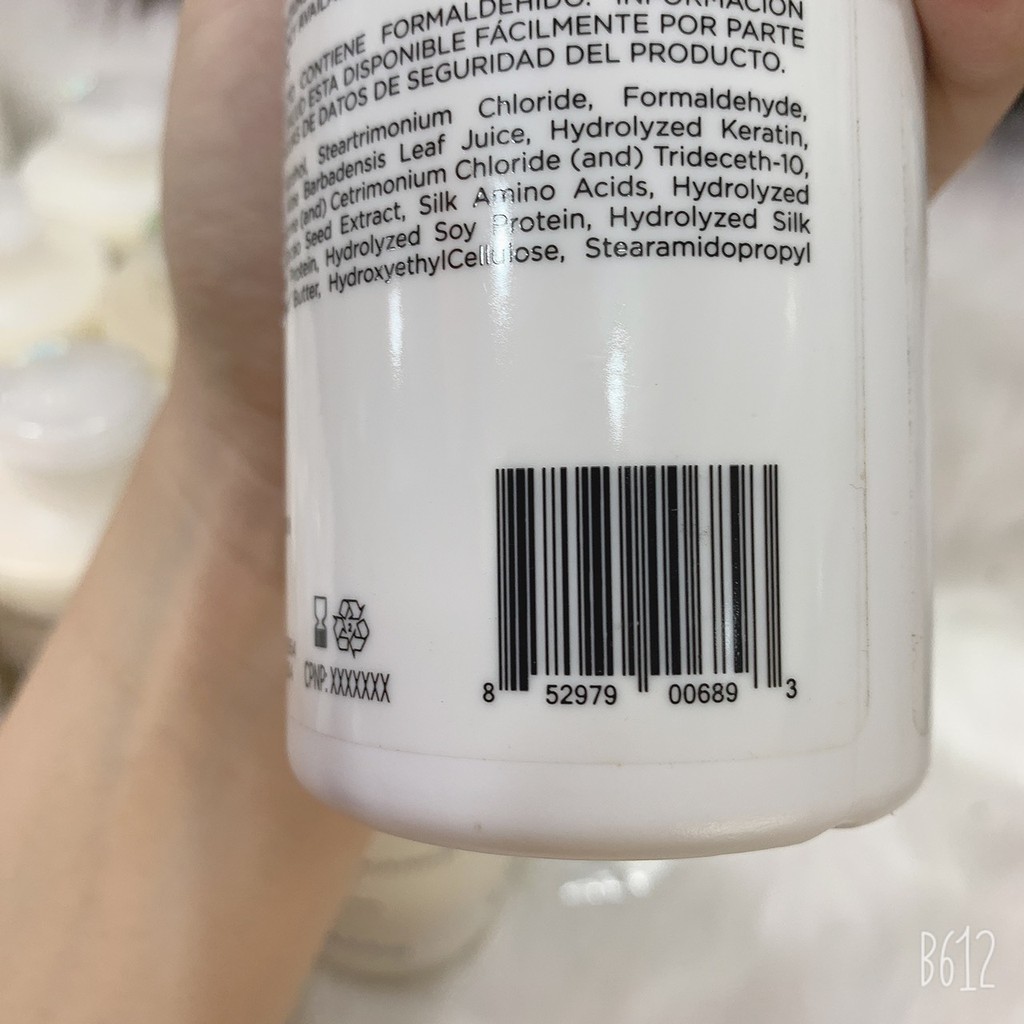 CONTIENE FORMALDEHIDO. INFORMACIÓN
ESTA DISPONIBLE FÁCILMENTE POR PARTE
DE DATOS DE SEGURIDAD DEL PRODUCTO.
Steartrimonium Chloride, Formaldehyde,
Barbadensis Leaf Juice, Hydrolyzed Keratin,
(and) Cetrimonium Chloride (and) Trideceth-10,
Seed Extract, Silk Amino Acids, Hydrolyzed
Protein, Hydrolyzed Soy Protein, Hydrolyzed Silk
Butter, HydroxyethylCellulose, Stearamidopropyl
3
CPNP: XXXXXXX
8 52979 00689 3
B612